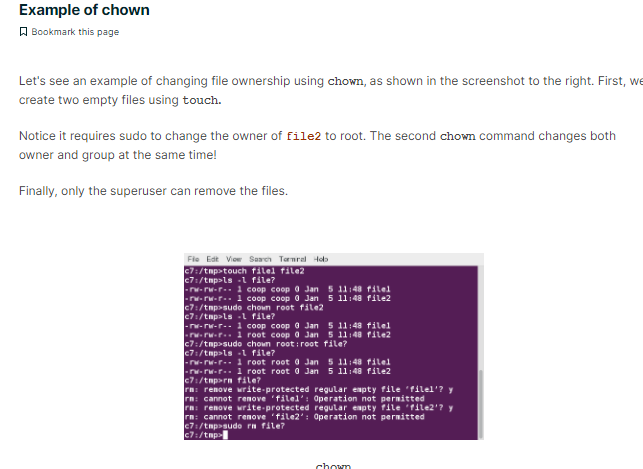 Example of chown
Bookmark this page
Let's see an example of changing file ownership using chown, as shown in the screenshot to the right. First, we
create two empty files using touch.
Notice it requires sudo to change the owner of file2 to root. The second chown command changes both
owner and group at the same time!
Finally, only the superuser can remove the files.
File Edit View Search Terminal Help
c7:/tmp>touch file1 file2
c7:/tmp>ls -l file?
-rw-rw-r-- 1 coop coop 0 Jan 5 11:48 file1
-rw-rw-r-- 1 coop coop 0 Jan 5 11:48 file2
c7:/tmp>sudo chown root file2
c7:/tmp>ls -l file?
-rw-rw-r-- 1 coop coop 0 Jan 5 11:48 file1
-rw-rw-r-- 1 root coop 0 Jan 5 11:48 file2
c7:/tmp>sudo chown root:root file?
c7:/tmp>ls -l file?
-rw-rw-r-- 1 root root 0 Jan 5 11:48 file1
-rw-rw-r-- 1 root root 0 Jan 5 11:48 file2
c7:/tmp>rm file?
rm: remove write-protected regular empty file ‘file1’? y
rm: cannot remove ‘file1’: Operation not permitted
rm: remove write-protected regular empty file ‘file2’? y
rm: cannot remove ‘file2’: Operation not permitted
c7:/tmp>sudo rm file?
c7:/tmp>
chown